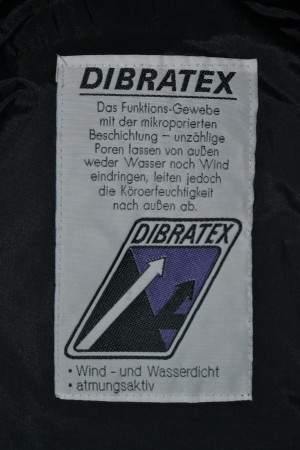 DIBRATEX
Das Funktions-Gewebe
mit der mikroporierten
Beschichtung – unzählige
Poren lassen von außen
weder Wasser noch Wind
eindringen, leiten jedoch
die Köroerfeuchtigkeit
nach außen ab.
DIBRATEX
• Wind - und Wasserdicht
• atmungsaktiv